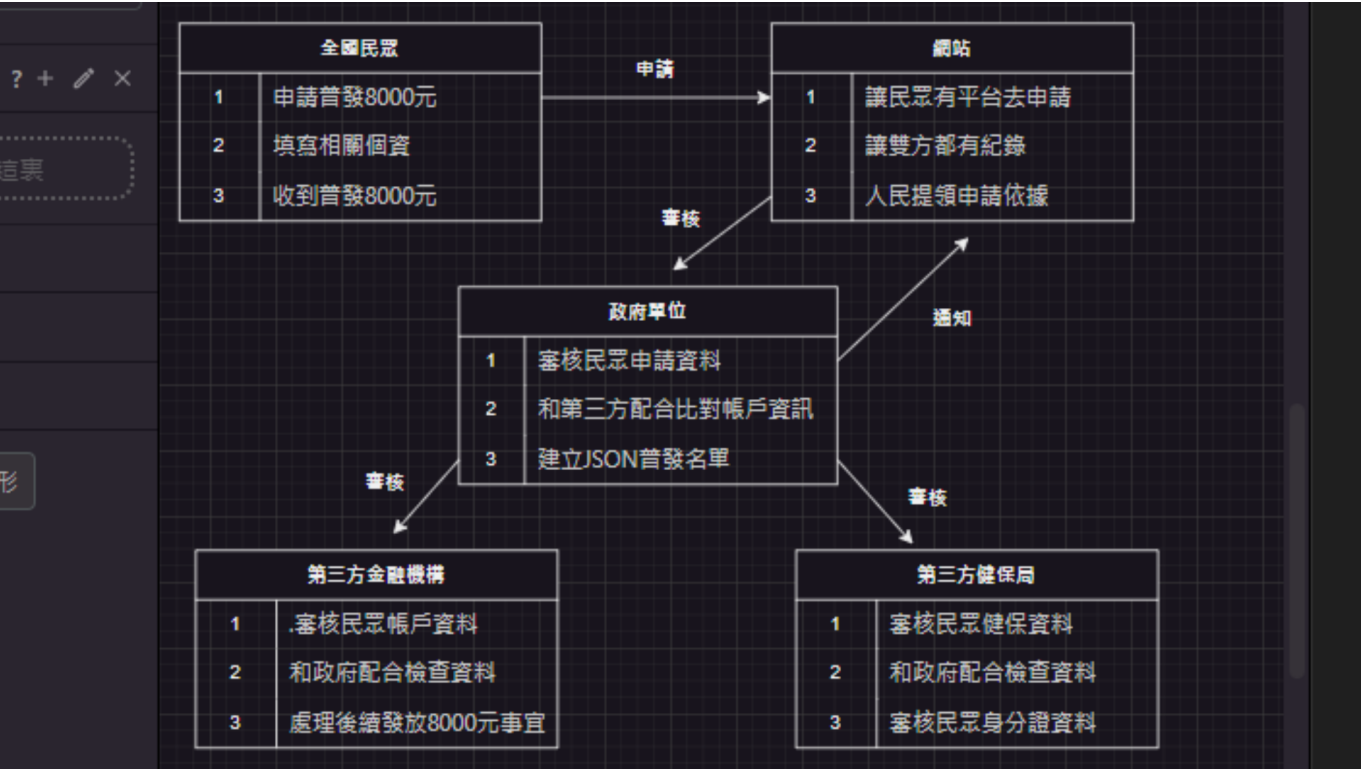 ? + ×
這裏
形
全國民眾
1 申請普發8000元
2 填寫相關個資
3 收到普發8000元
申請
網站
1 讓民眾有平台去申請
2 讓雙方都有紀錄
3 人民提領申請依據
審核
通知
政府單位
1 審核民眾申請資料
2 和第三方配合比對帳戶資訊
3 建立JSON普發名單
審核
審核
第三方金融機構
1 .審核民眾帳戶資料
2 和政府配合檢查資料
3 處理後續發放8000元事宜
第三方健保局
1 審核民眾健保資料
2 和政府配合檢查資料
3 審核民眾身分證資料